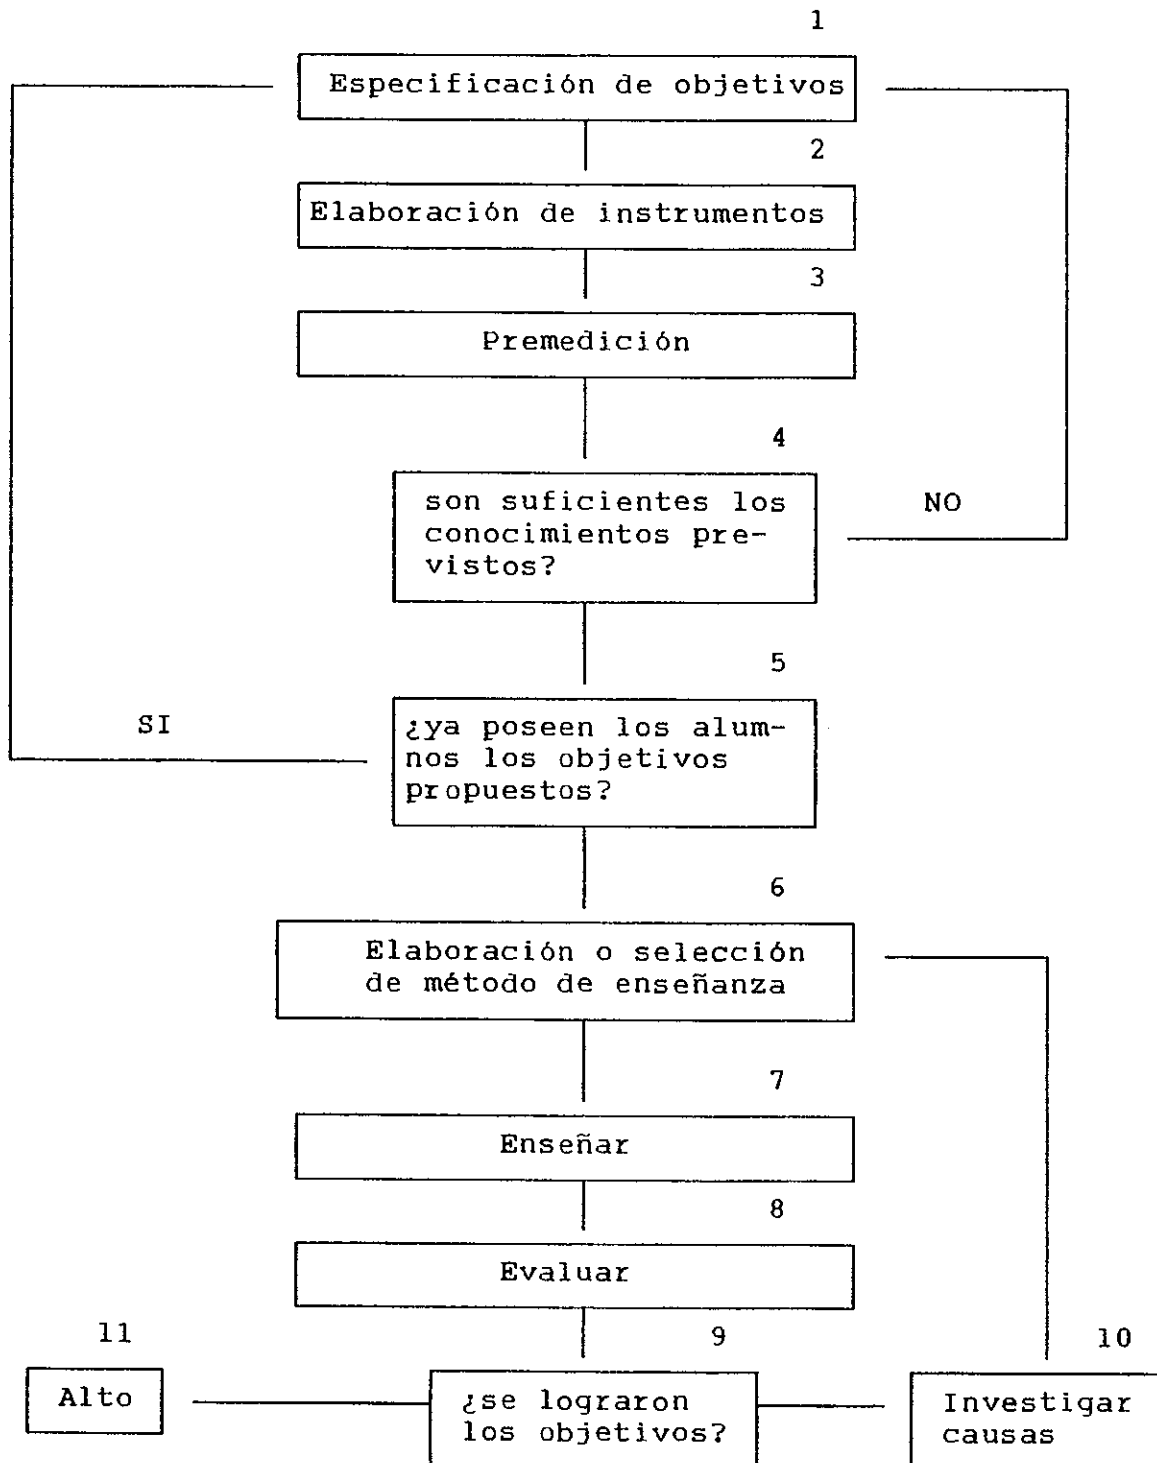 1
Especificación de objetivos
2
Elaboración de instrumentos
3
Premedición
4
son suficientes los
conocimientos pre-
vistos?
NO
5
¿ya poseen los alum-
nos los objetivos
propuestos?
SI
6
Elaboración o selección
de método de enseñanza
7
Enseñar
8
Evaluar
9
¿se lograron
los objetivos?
10
Investigar
causas
11
Alto